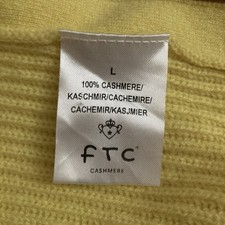 L
100% CASHMERE/
KASCHMIR/CACHEMIRE/
CACHEMIR/KASJMIER
FTC
CASHMERE